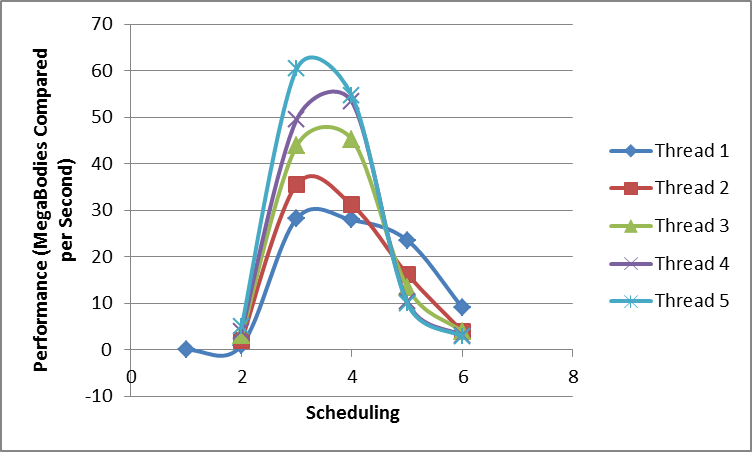 70
60
50
40
30
20
10
0
-10
0 2 4 6 8
Performance (MegaBodies Compared
per Second)
Scheduling
Thread 1
Thread 2
Thread 3
Thread 4
Thread 5